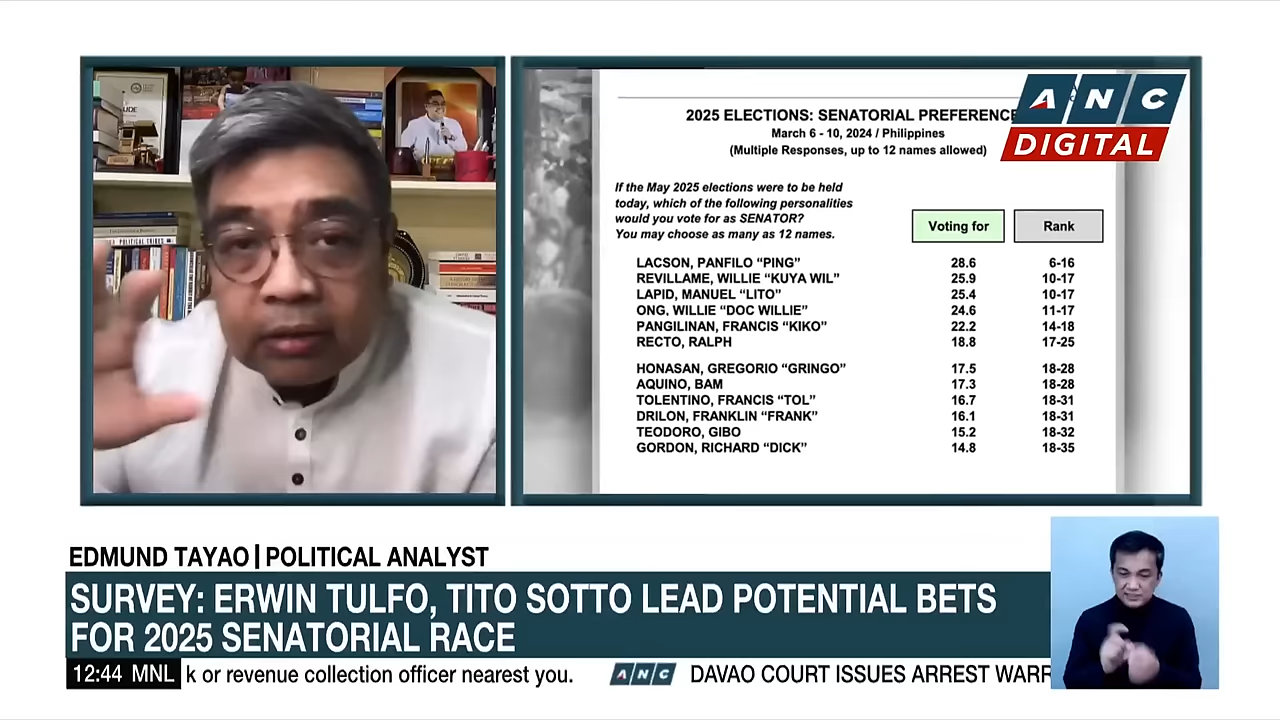 POLITICAL TRIBES
2025 ELECTIONS: SENATORIAL PREFERENCE
March 6 - 10, 2024 / Philippines
(Multiple Responses, up to 12 names allowed)
ANC
DIGITAL
If the May 2025 elections were to be held
today, which of the following personalities
would you vote for as SENATOR?
You may choose as many as 12 names.
Voting for Rank
LACSON, PANFILO “PING” 28.6 6-16
REVILLAME, WILLIE “KUYA WIL” 25.9 10-17
LAPID, MANUEL “LITO” 25.4 10-17
ONG, WILLIE “DOC WILLIE” 24.6 11-17
PANGILINAN, FRANCIS “KIKO” 22.2 14-18
RECTO, RALPH 18.8 17-25
HONASAN, GREGORIO “GRINGO” 17.5 18-28
AQUINO, BAM 17.3 18-28
TOLENTINO, FRANCIS “TOL” 16.7 18-31
DRILON, FRANKLIN “FRANK” 16.1 18-31
TEODORO, GIBO 15.2 18-32
GORDON, RICHARD “DICK” 14.8 18-35
EDMUND TAYAO | POLITICAL ANALYST
SURVEY: ERWIN TULFO, TITO SOTTO LEAD POTENTIAL BETS
FOR 2025 SENATORIAL RACE
12:44 MNL k or revenue collection officer nearest you. ANC DAVAO COURT ISSUES ARREST WARR